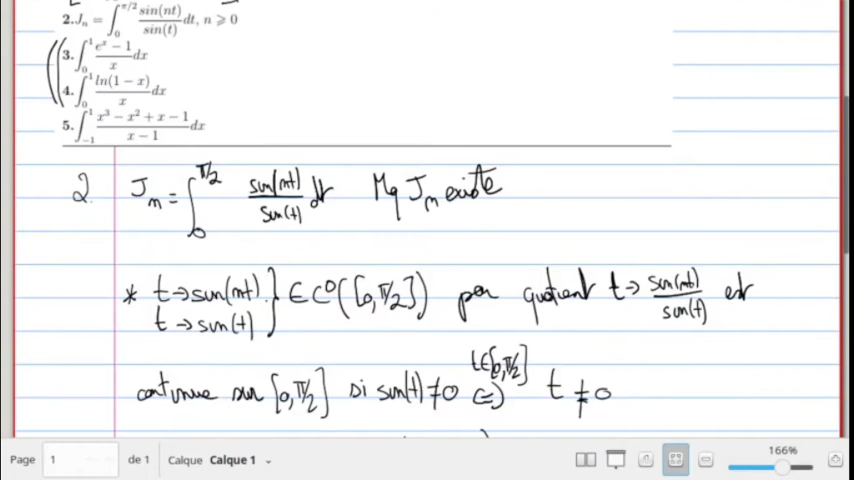 2. J_n = ∫_0^{π/2} sin(nt)/sin(t) dt, n ⩾ 0
3. ∫_0^1 (e^x − 1)/x dx
4. ∫_0^1 ln(1 − x)/x dx
5. ∫_{−1}^1 (x^3 − x^2 + x − 1)/(x − 1) dx
2. J_n = ∫_0^{π/2} sin(nt)/sin(t) dt Mq J_n existe
* t → sin(nt) } ∈ C^0([0, π/2]) par quotient t → sin(nt)/sin(t) est
t → sin(t)
t∈[0, π/2]
continue sur [0, π/2] si sin(t) ≠ 0 ⇔ t ≠ 0
166%
Page 1 de 1 Calque Calque 1